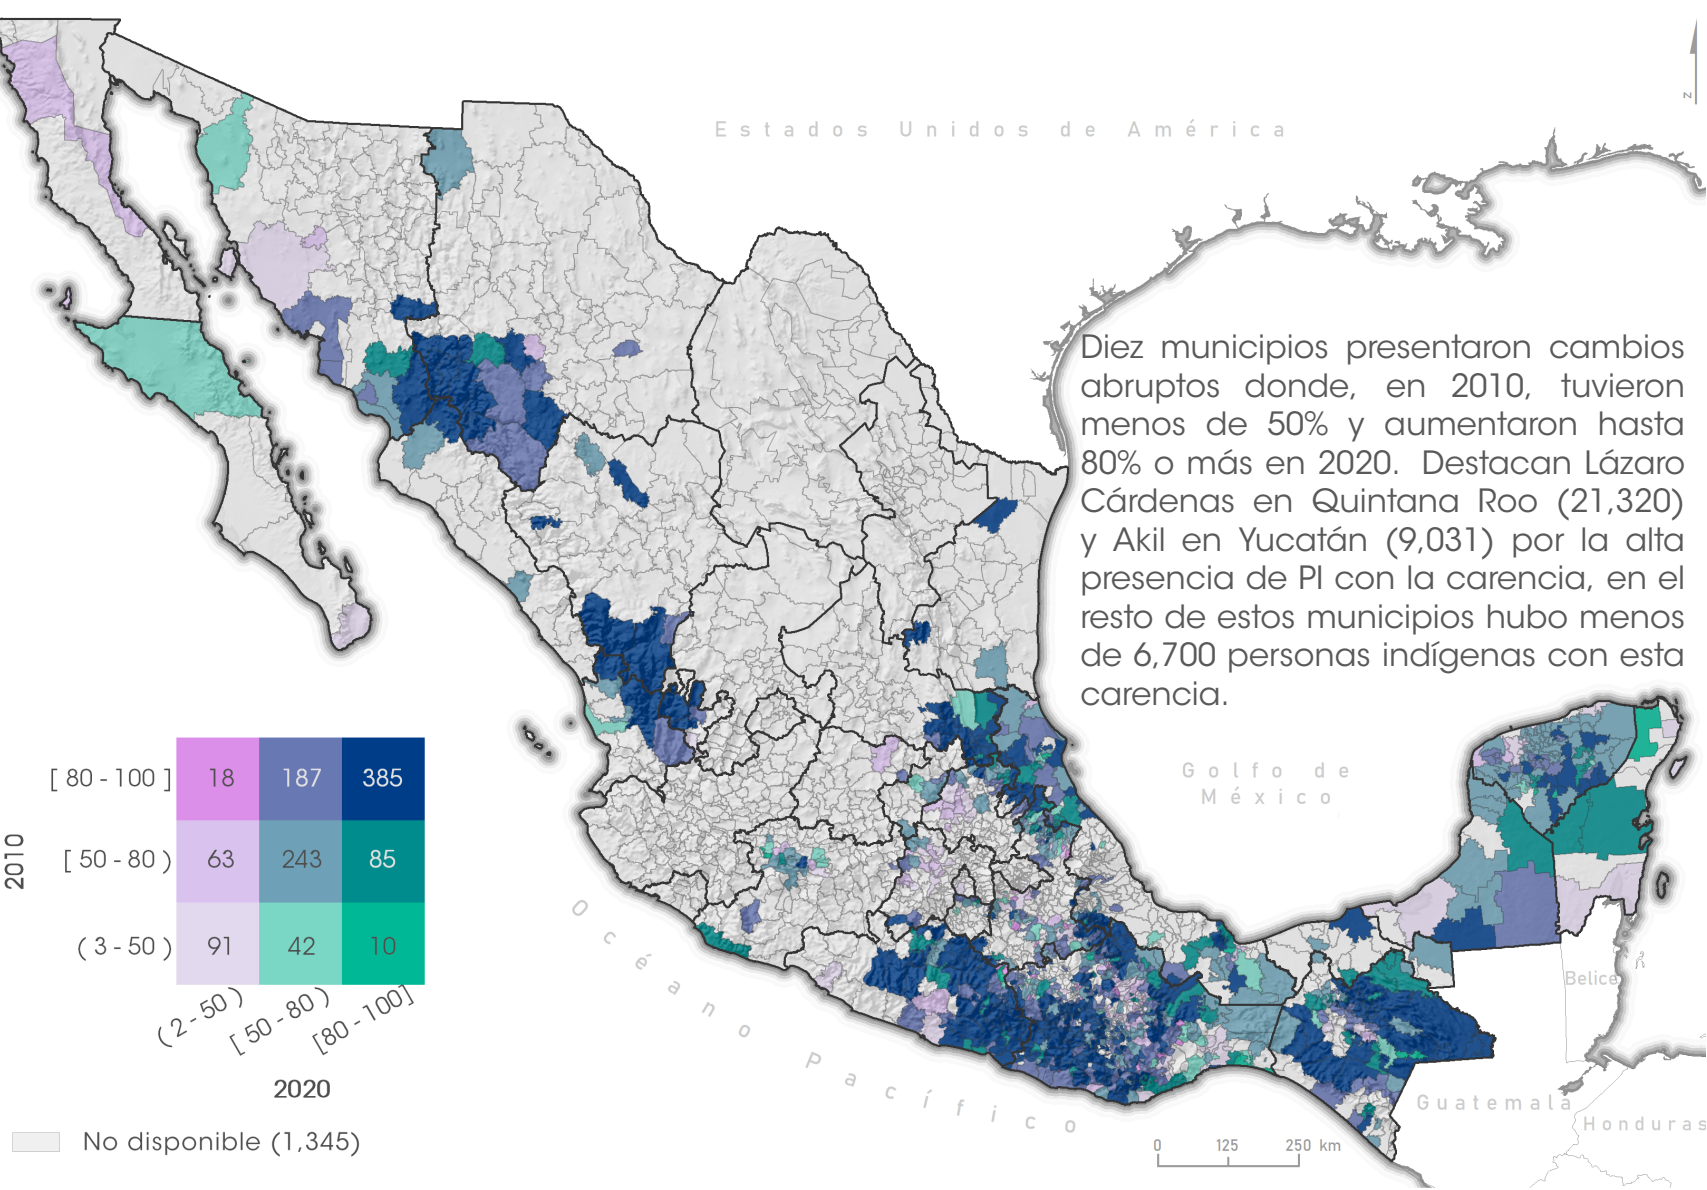 Estados Unidos de América
N
Diez municipios presentaron cambios
abruptos donde, en 2010, tuvieron
menos de 50% y aumentaron hasta
80% o más en 2020. Destacan Lázaro
Cárdenas en Quintana Roo (21,320)
y Akil en Yucatán (9,031) por la alta
presencia de PI con la carencia, en el
resto de estos municipios hubo menos
de 6,700 personas indígenas con esta
carencia.
Golfo de
México
Océano Pacífico
Belice
Guatemala
Honduras
2010
[ 80 - 100 ] 18 187 385
[ 50 - 80 ) 63 243 85
( 3 - 50 ) 91 42 10
( 2 - 50 ) [ 50 - 80 ) [80 - 100]
2020
No disponible (1,345)
0 125 250 km